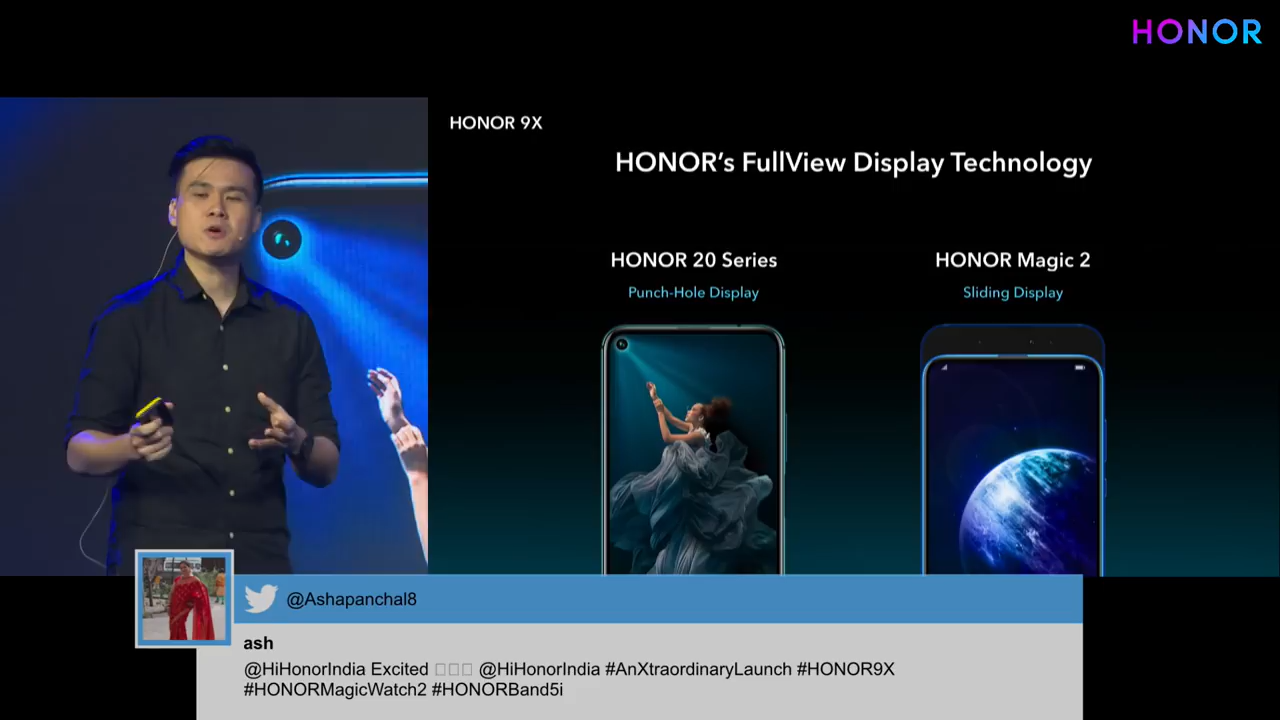 HONOR
HONOR 9X
HONOR's FullView Display Technology
HONOR 20 Series
HONOR Magic 2
Punch-Hole Display
Sliding Display
@Ashapanchal8
ash
@HiHonorIndia Excited □□□ @HiHonorIndia #AnXtraordinaryLaunch #HONOR9X
#HONORMagicWatch2 #HONORBand5i